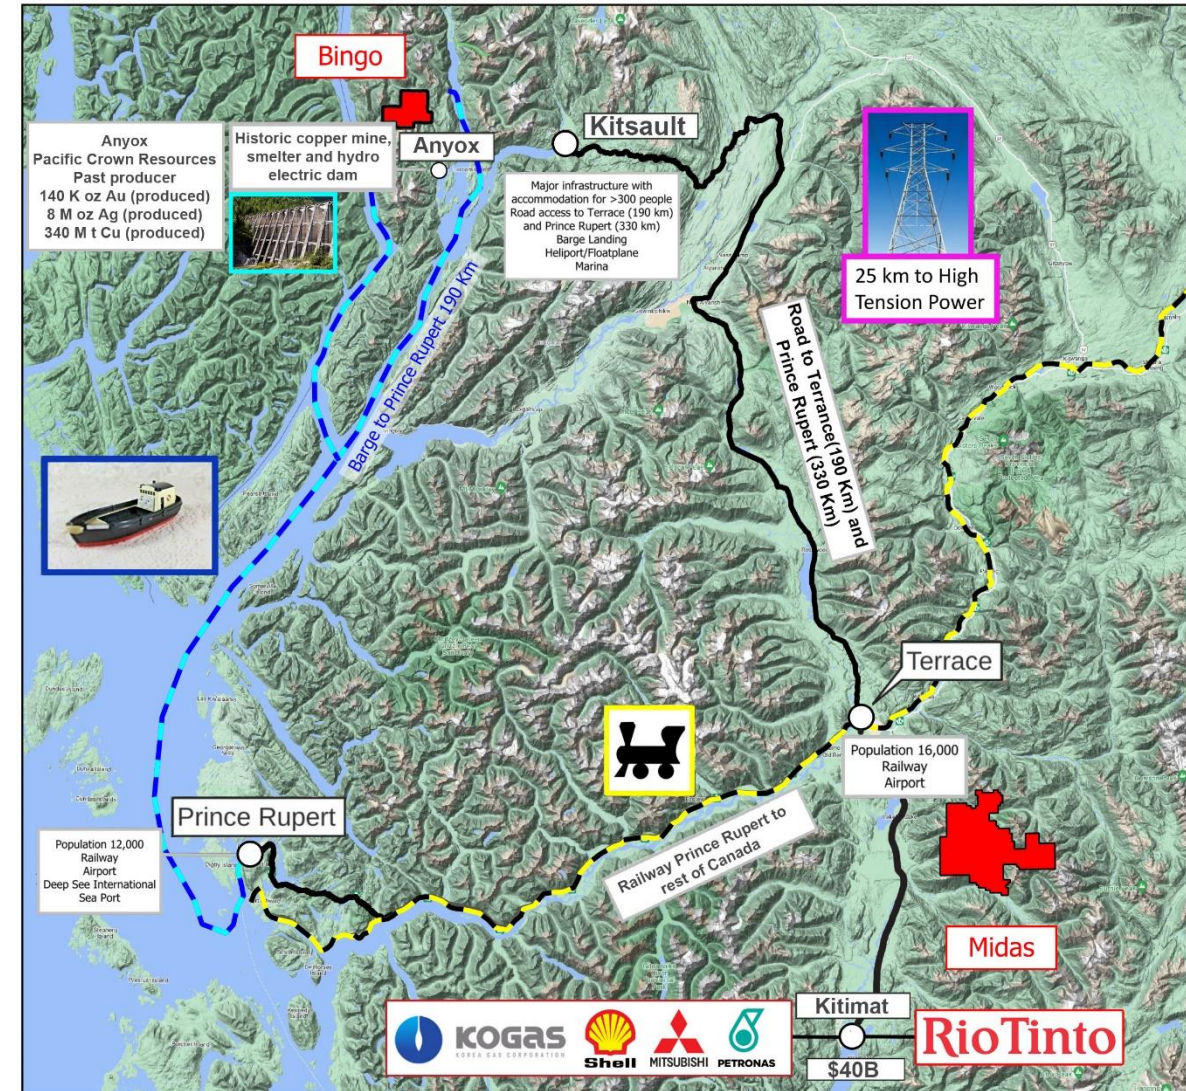 Bingo
Anyox
Pacific Crown Resources
Past producer
140 K oz Au (produced)
8 M oz Ag (produced)
340 M t Cu (produced)
Historic copper mine,
smelter and hydro
electric dam
Anyox
Kitsault
Major infrastructure with
accommodation for >300 people
Road access to Terrace (190 km)
and Prince Rupert (330 km)
Barge Landing
Heliport/Floatplane
Marina
25 km to High
Tension Power
Barge to Prince Rupert 190 Km
Road to Terrance(190 Km) and
Prince Rupert (330 Km)
Terrace
Population 16,000
Railway
Airport
Prince Rupert
Population 12,000
Railway
Airport
Deep See International
Sea Port
Railway Prince Rupert to
rest of Canada
Midas
Kitimat
$40B
KOGAS
KOREA GAS CORPORATION
Shell
MITSUBISHI
PETRONAS
RioTinto